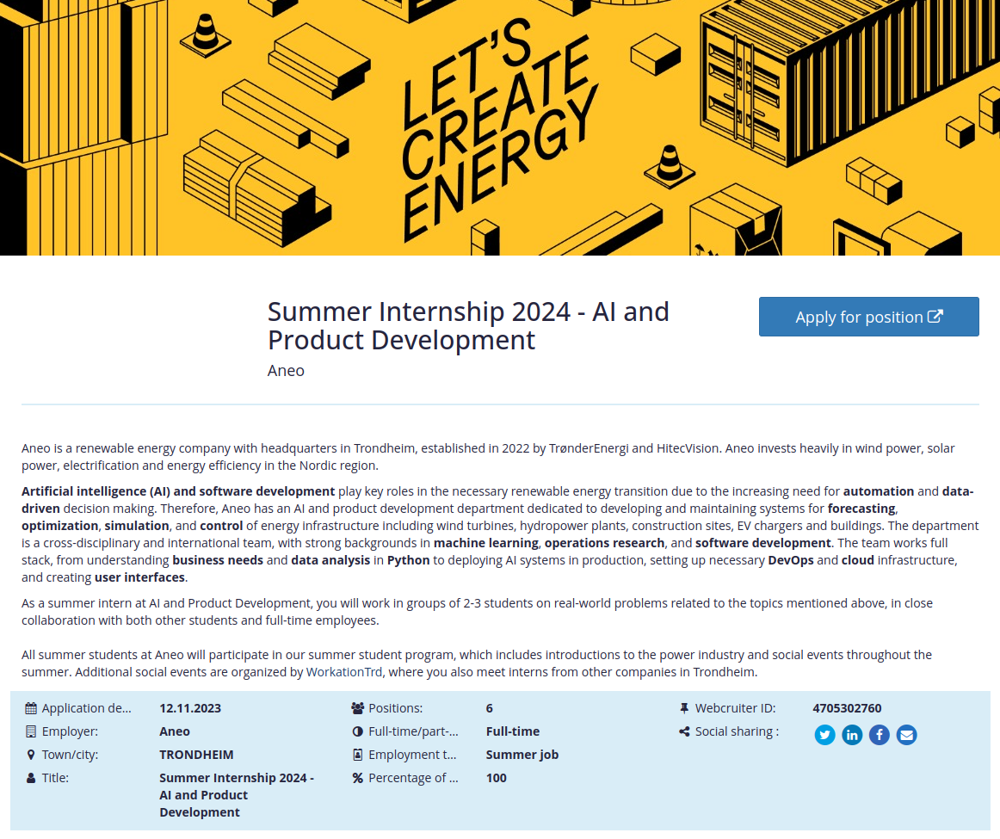 LET'S
CREATE
ENERGY
Summer Internship 2024 - AI and
Product Development
Apply for position
Aneo
Aneo is a renewable energy company with headquarters in Trondheim, established in 2022 by TrønderEnergi and HitecVision. Aneo invests heavily in wind power, solar
power, electrification and energy efficiency in the Nordic region.
Artificial intelligence (AI) and software development play key roles in the necessary renewable energy transition due to the increasing need for automation and data-
driven decision making. Therefore, Aneo has an AI and product development department dedicated to developing and maintaining systems for forecasting,
optimization, simulation, and control of energy infrastructure including wind turbines, hydropower plants, construction sites, EV chargers and buildings. The department
is a cross-disciplinary and international team, with strong backgrounds in machine learning, operations research, and software development. The team works full
stack, from understanding business needs and data analysis in Python to deploying AI systems in production, setting up necessary DevOps and cloud infrastructure,
and creating user interfaces.
As a summer intern at AI and Product Development, you will work in groups of 2-3 students on real-world problems related to the topics mentioned above, in close
collaboration with both other students and full-time employees.
All summer students at Aneo will participate in our summer student program, which includes introductions to the power industry and social events throughout the
summer. Additional social events are organized by WorkationTrd, where you also meet interns from other companies in Trondheim.
Application de... 12.11.2023
Employer: Aneo
Town/city: TRONDHEIM
Title: Summer Internship 2024 -
AI and Product
Development
Positions: 6
Full-time/part-... Full-time
Employment t... Summer job
Percentage of ... 100
Webcruiter ID: 4705302760
Social sharing :